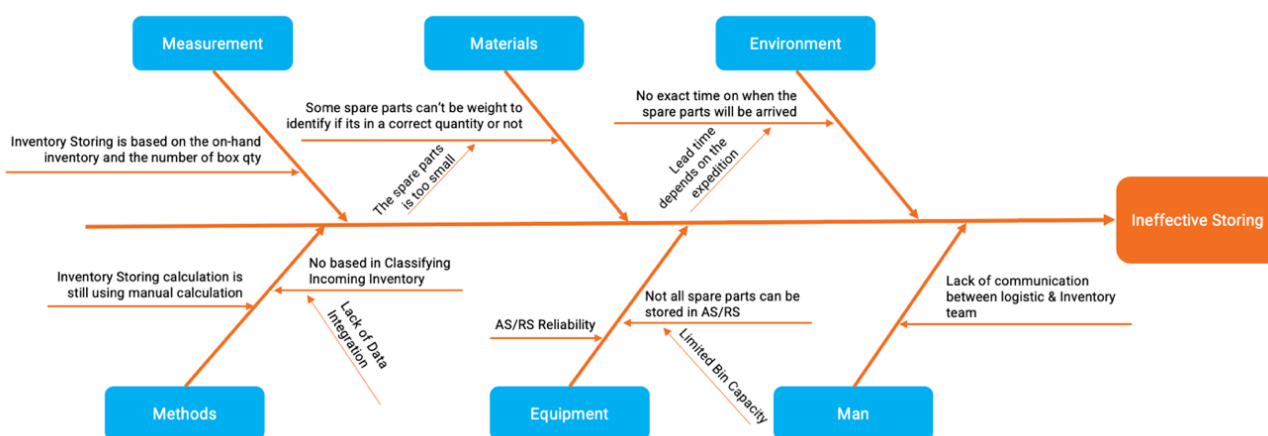 Measurement
Materials
Environment
Some spare parts can't be weight to
identify if its in a correct quantity or not
No exact time on when the
spare parts will be arrived
Inventory Storing is based on the on-hand
inventory and the number of box qty
The spare parts
is too small
Lead time
depends on the
expedition
Ineffective Storing
Inventory Storing calculation is
still using manual calculation
No based in Classifying
Incoming Inventory
Lack of Data
Integration
AS/RS Reliability
Not all spare parts can be
stored in AS/RS
Limited Bin Capacity
Lack of communication
between logistic & Inventory
team
Methods
Equipment
Man